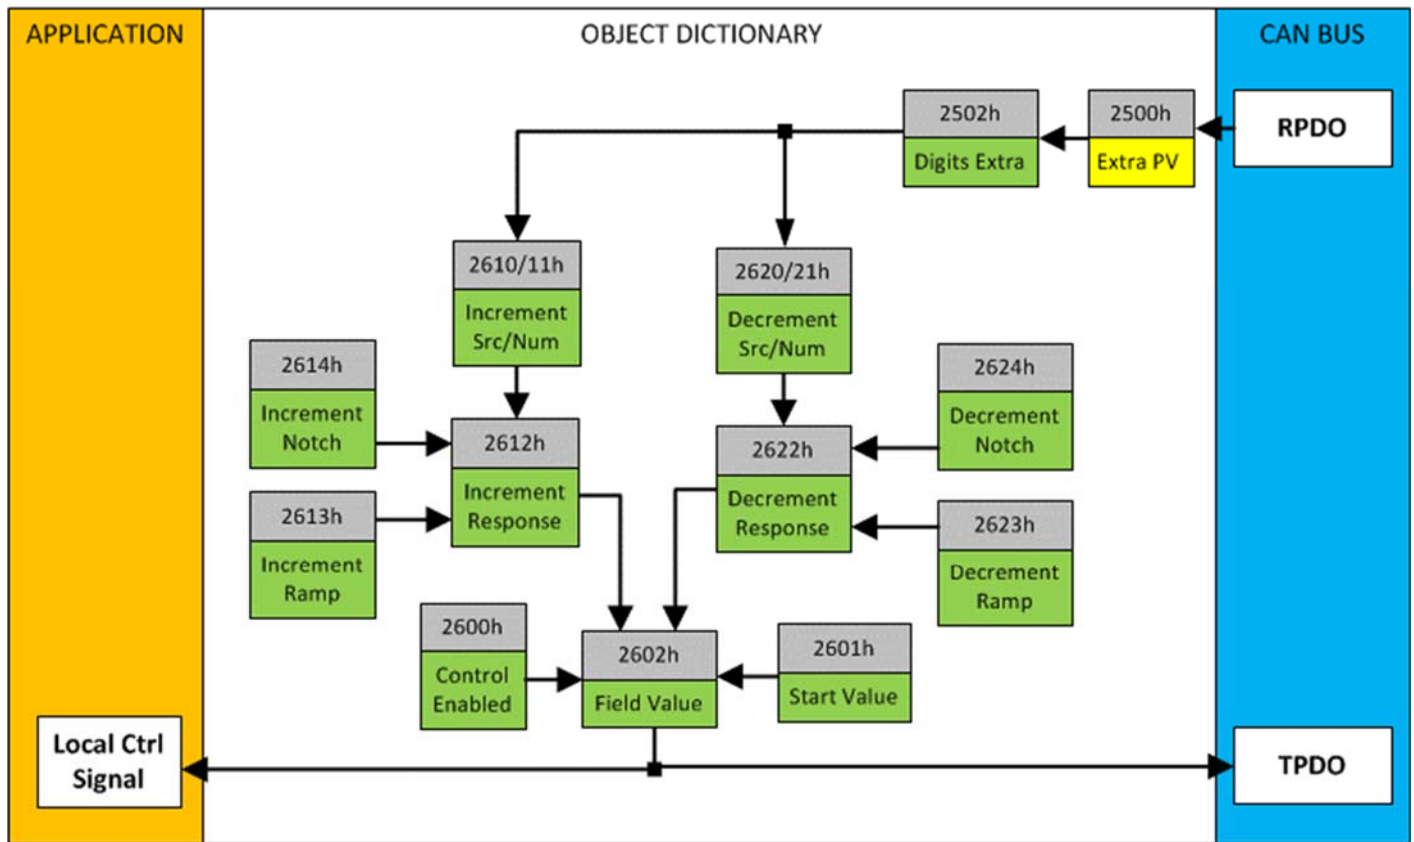 APPLICATION
OBJECT DICTIONARY
CAN BUS
2502h
Digits Extra
2500h
Extra PV
RPDO
2610/11h
Increment
Src/Num
2620/21h
Decrement
Src/Num
2614h
Increment
Notch
2612h
Increment
Response
2622h
Decrement
Response
2624h
Decrement
Notch
2613h
Increment
Ramp
2623h
Decrement
Ramp
2600h
Control
Enabled
2602h
Field Value
2601h
Start Value
Local Ctrl
Signal
TPDO